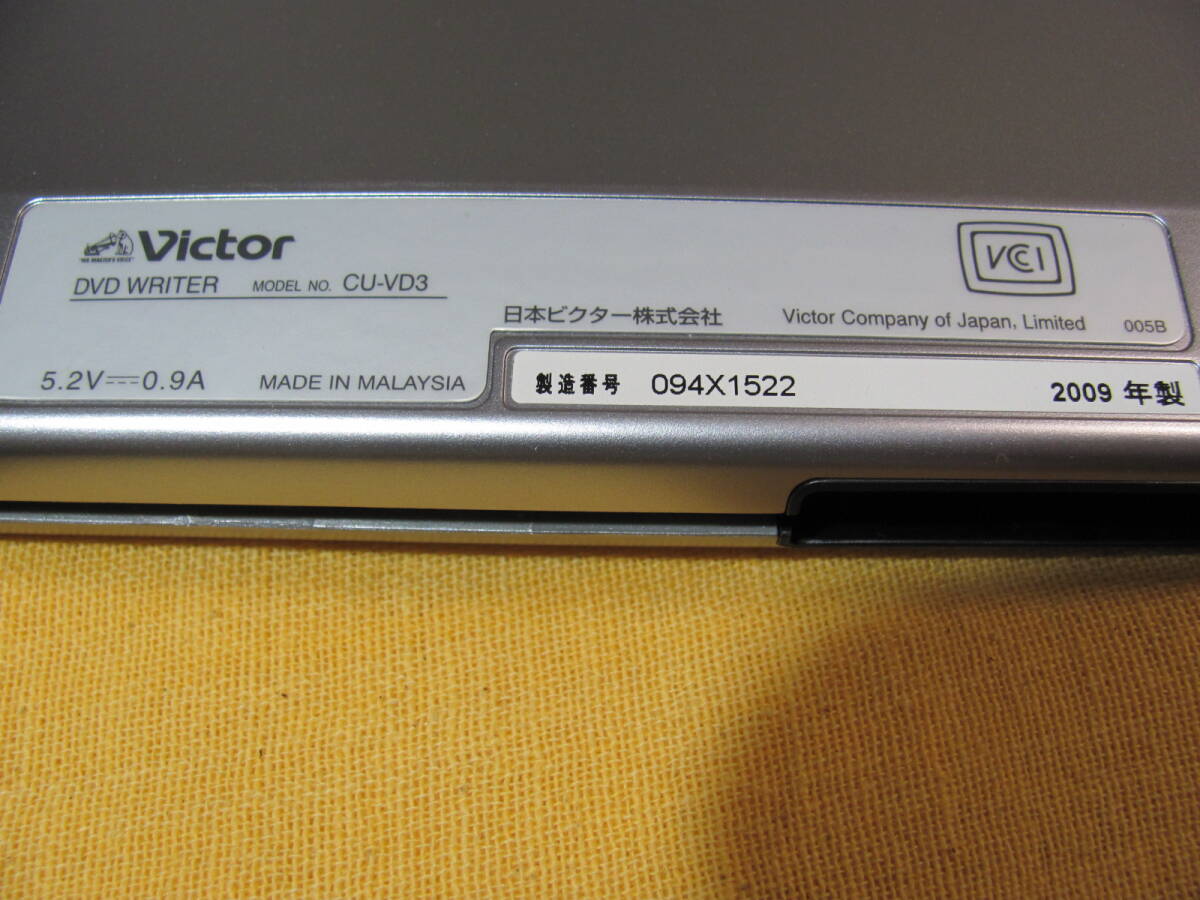 Victor
"HIS MASTER'S VOICE"
DVD WRITER MODEL NO. CU-VD3
VCCI
日本ビクター株式会社 Victor Company of Japan, Limited 005B
5.2V⎓0.9A MADE IN MALAYSIA
製造番号 094X1522 2009 年製